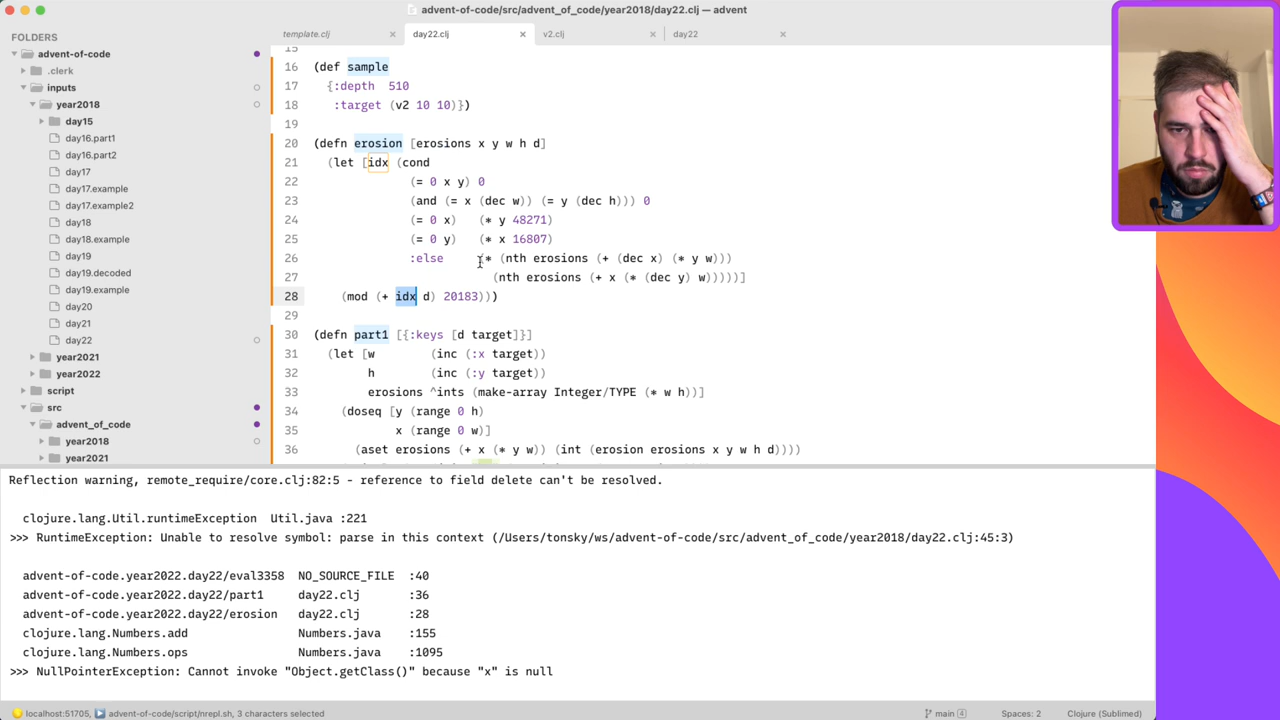 advent-of-code/src/advent_of_code/year2018/day22.clj — advent
FOLDERS
advent-of-code
.clerk
inputs
year2018
day15
day16.part1
day16.part2
day17
day17.example
day17.example2
day18
day18.example
day19
day19.decoded
day19.example
day20
day21
day22
year2021
year2022
script
src
advent_of_code
year2018
year2021
template.clj × day22.clj × v2.clj × day22 ×
15
16 (def sample
17 {:depth 510
18 :target (v2 10 10)})
19
20 (defn erosion [erosions x y w h d]
21 (let [idx (cond
22 (= 0 x y) 0
23 (and (= x (dec w)) (= y (dec h))) 0
24 (= 0 x) (* y 48271)
25 (= 0 y) (* x 16807)
26 :else (* (nth erosions (+ (dec x) (* y w)))
27 (nth erosions (+ x (* (dec y) w)))))]
28 (mod (+ idx d) 20183)))
29
30 (defn part1 [{:keys [d target]}]
31 (let [w (inc (:x target))
32 h (inc (:y target))
33 erosions ^ints (make-array Integer/TYPE (* w h))]
34 (doseq [y (range 0 h)
35 x (range 0 w)]
36 (aset erosions (+ x (* y w)) (int (erosion erosions x y w h d))))
Reflection warning, remote_require/core.clj:82:5 - reference to field delete can't be resolved.
clojure.lang.Util.runtimeException Util.java :221
>>> RuntimeException: Unable to resolve symbol: parse in this context (/Users/tonsky/ws/advent-of-code/src/advent_of_code/year2018/day22.clj:45:3)
advent-of-code.year2022.day22/eval3358 NO_SOURCE_FILE :40
advent-of-code.year2022.day22/part1 day22.clj :36
advent-of-code.year2022.day22/erosion day22.clj :28
clojure.lang.Numbers.add Numbers.java :155
clojure.lang.Numbers.ops Numbers.java :1095
>>> NullPointerException: Cannot invoke "Object.getClass()" because "x" is null
localhost:51705, advent-of-code/script/nrepl.sh, 3 characters selected
main 4
Spaces: 2
Clojure (Sublimed)